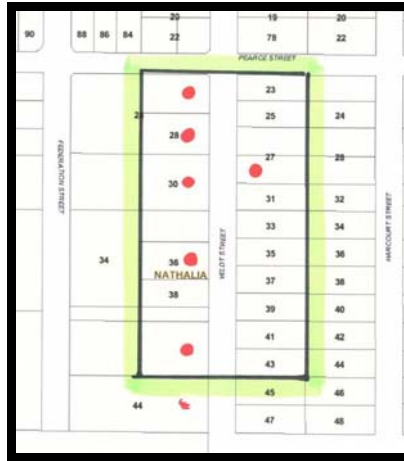 20 19 20
90 88 86 84 22 78 22
PEARCE STREET
23
25 24
28
27 28
30
31 32
FEDERATION STREET
VELDT STREET
HARCOURT STREET
33 34
34 36 35 36
NATHALIA
37 38
38
39 40
41 42
43 44
44 45 46
47 48